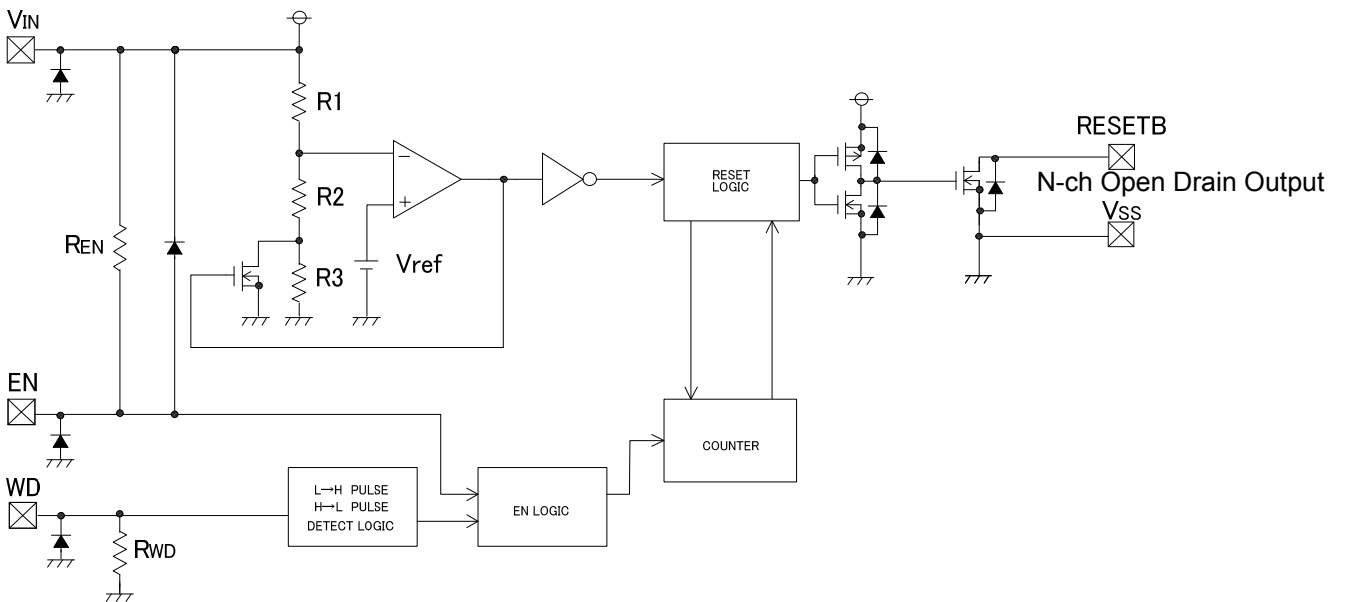 VIN
R1
R2
R3
REN
−
+
Vref
RESET
LOGIC
RESETB
N-ch Open Drain Output
VSS
EN
COUNTER
WD
RWD
L→H PULSE
H→L PULSE
DETECT LOGIC
EN LOGIC